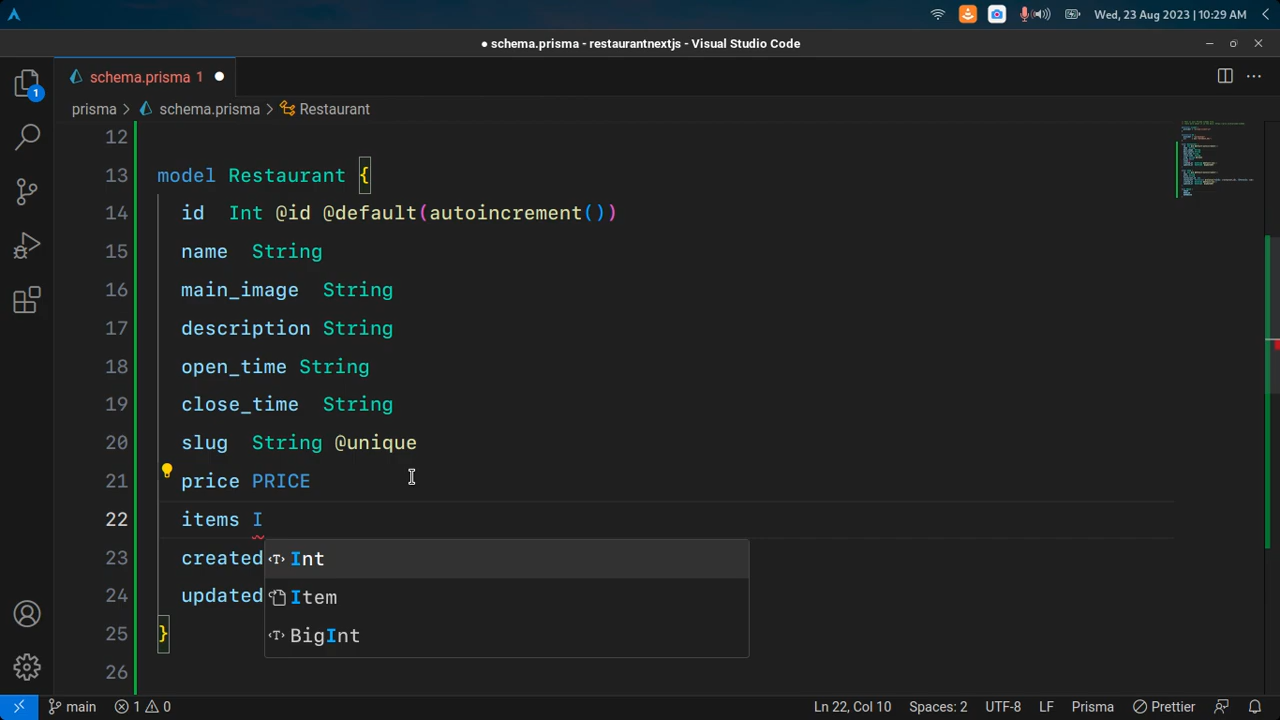 Wed, 23 Aug 2023 | 10:29 AM
● schema.prisma - restaurantnextjs - Visual Studio Code
1
schema.prisma 1 ●
prisma > schema.prisma > Restaurant
12
13 model Restaurant {
14 id Int @id @default(autoincrement())
15 name String
16 main_image String
17 description String
18 open_time String
19 close_time String
20 slug String @unique
21 price PRICE
22 items I
23 created
Int
Item
24 updated
BigInt
25 }
26
main 1 0 Ln 22, Col 10 Spaces: 2 UTF-8 LF Prisma Prettier